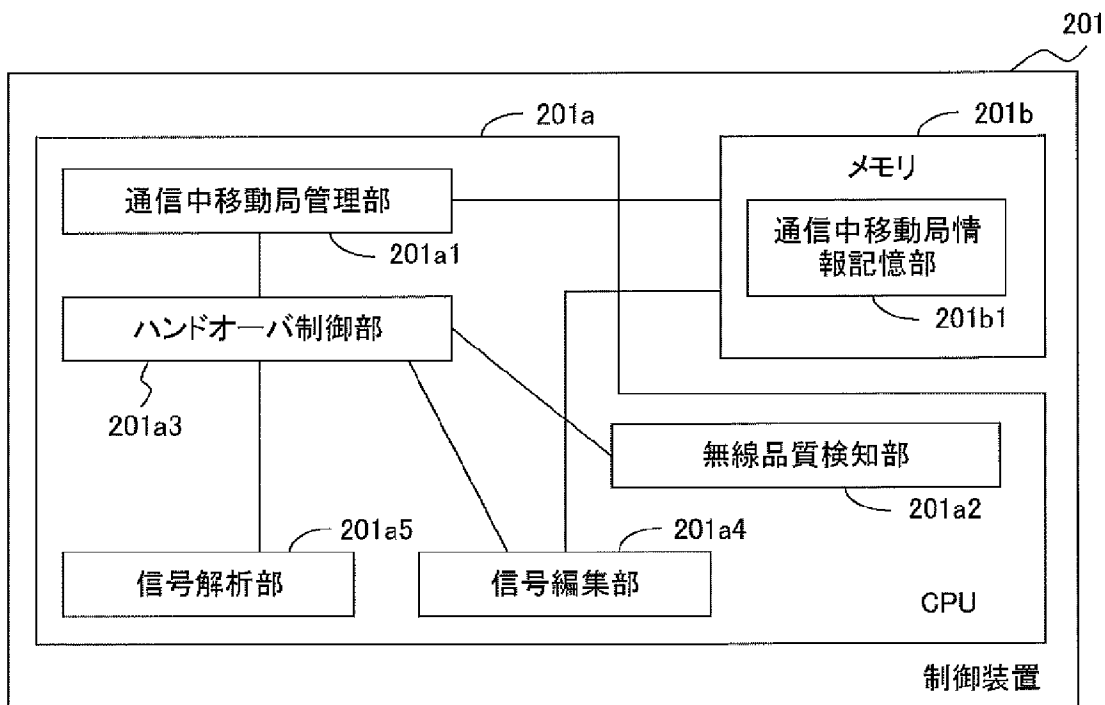 201
201a
201b
メモリ
通信中移動局管理部
通信中移動局情
報記憶部
201a1
201b1
ハンドオーバ制御部
201a3
無線品質検知部
201a2
201a5
201a4
信号解析部
信号編集部
CPU
制御装置